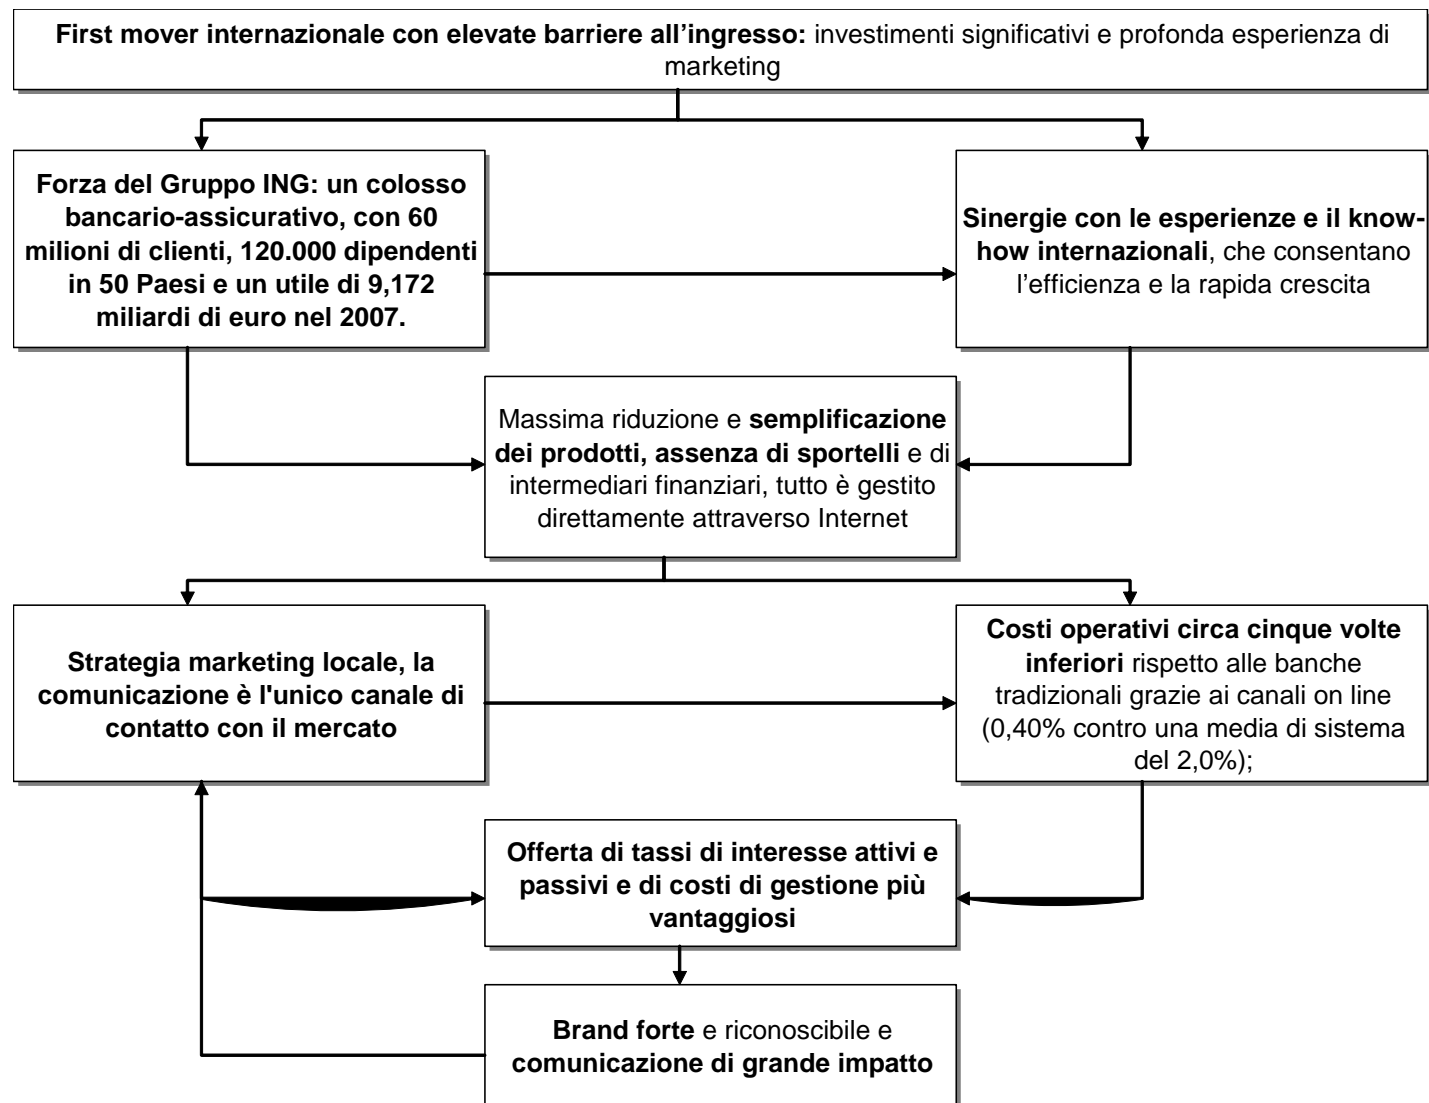 First mover internazionale con elevate barriere all’ingresso: investimenti significativi e profonda esperienza di
marketing
Forza del Gruppo ING: un colosso
bancario-assicurativo, con 60
milioni di clienti, 120.000 dipendenti
in 50 Paesi e un utile di 9,172
miliardi di euro nel 2007.
Sinergie con le esperienze e il know-
how internazionali, che consentano
l’efficienza e la rapida crescita
Massima riduzione e semplificazione
dei prodotti, assenza di sportelli e di
intermediari finanziari, tutto è gestito
direttamente attraverso Internet
Strategia marketing locale, la
comunicazione è l'unico canale di
contatto con il mercato
Costi operativi circa cinque volte
inferiori rispetto alle banche
tradizionali grazie ai canali on line
(0,40% contro una media di sistema
del 2,0%);
Offerta di tassi di interesse attivi e
passivi e di costi di gestione più
vantaggiosi
Brand forte e riconoscibile e
comunicazione di grande impatto